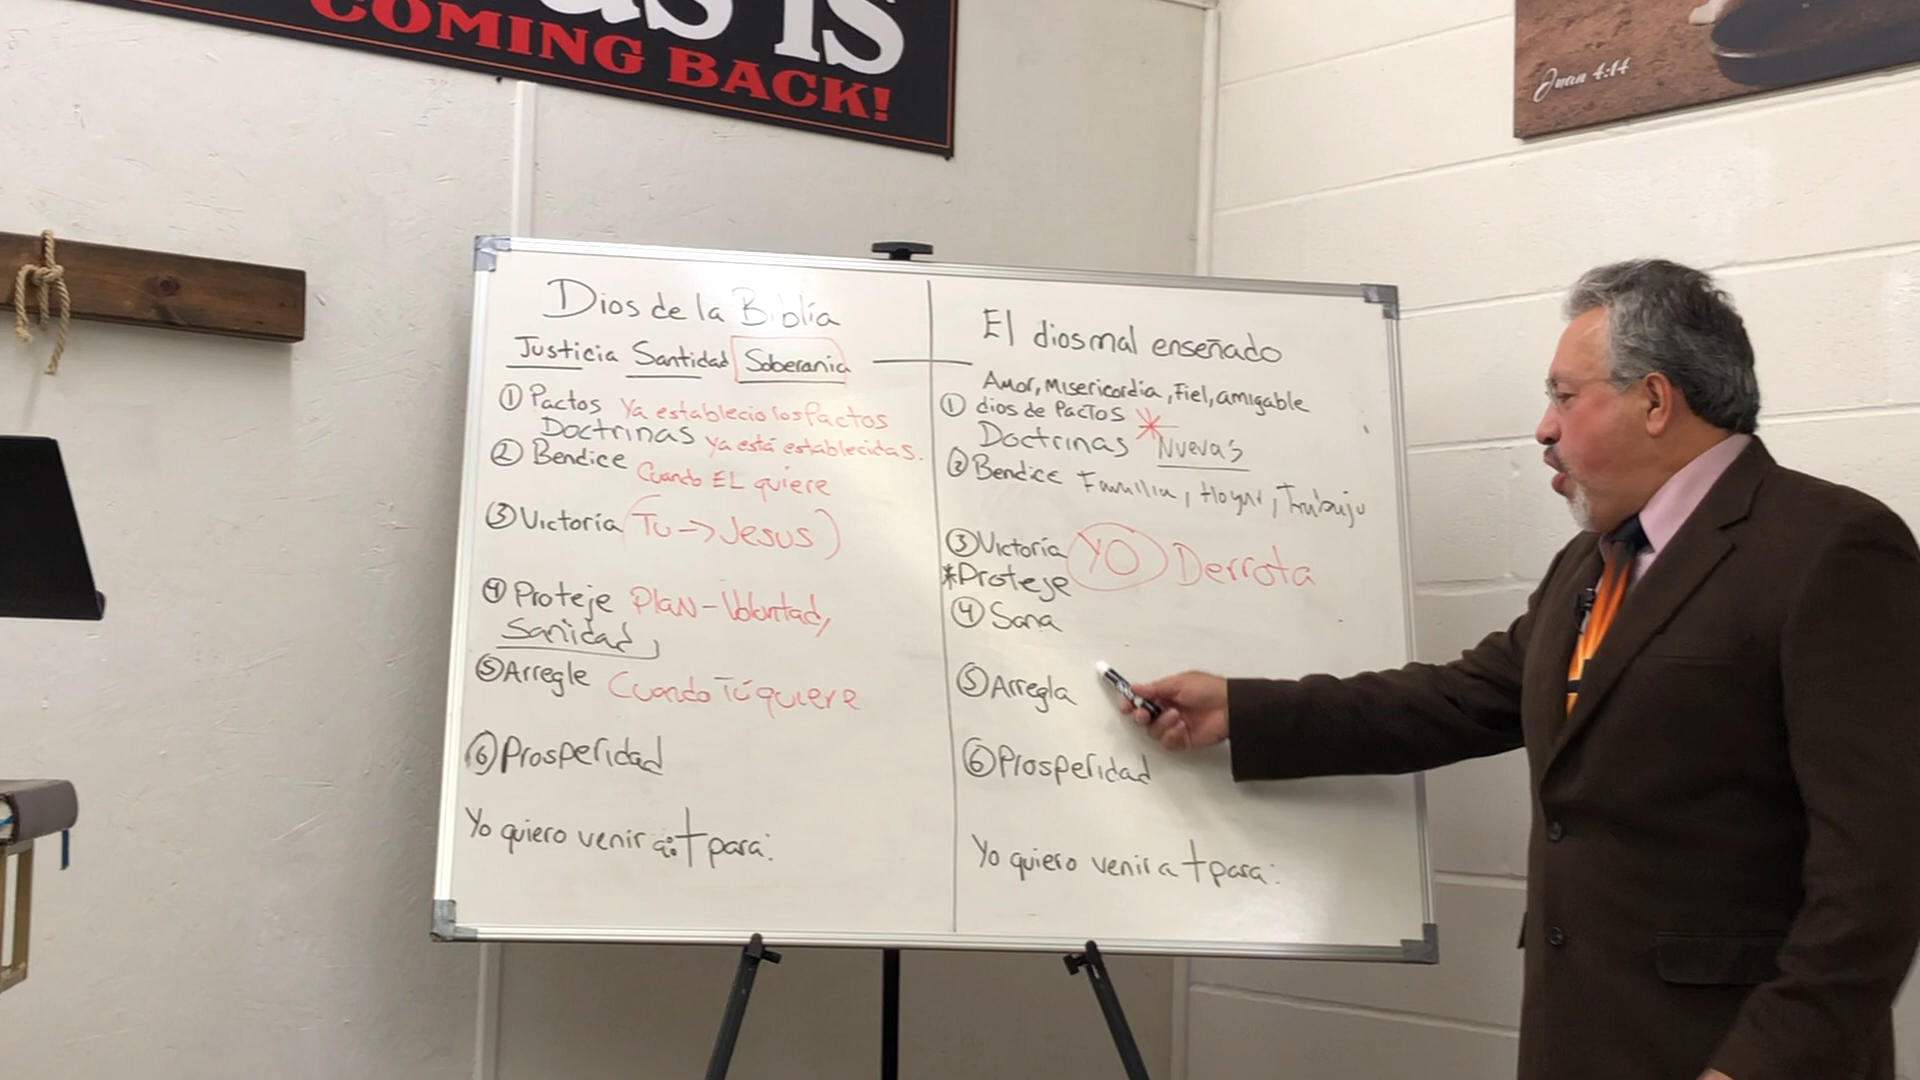 IS
COMING BACK!
Juan 4:14
Dios de la Biblía
Justicia Santidad Soberania
① Pactos Ya establecio los Pactos
Doctrinas ya está establecidas.
② Bendice Cuando EL quiere
③ Victoria (Tu -> Jesus)
④ Proteje Plan - Voluntad,
Sanidad,
⑤ Arregle Cuando Tú quiere
⑥ Prosperidad
Yo quiero venir a: † para:
El dios mal enseñado
Amor, Misericordia, Fiel, amigable
① dios de Pactos *
Doctrinas Nueva's
② Bendice Familia, Hogar, Trabajo
③ Victoria YO Derrota
*Proteje
④ Sana
⑤ Arregla
⑥ Prosperidad
Yo quiero venir a † para: